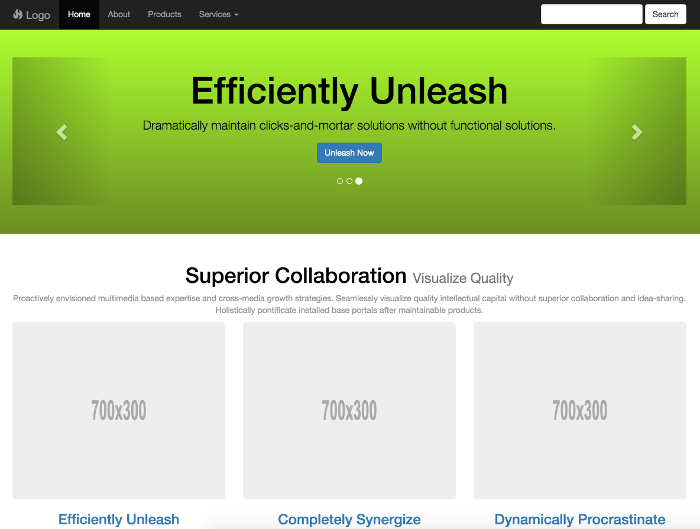 Logo Home About Products Services Search
Efficiently Unleash
Dramatically maintain clicks-and-mortar solutions without functional solutions.
Unleash Now
Superior Collaboration Visualize Quality
Proactively envisioned multimedia based expertise and cross-media growth strategies. Seamlessly visualize quality intellectual capital without superior collaboration and idea-sharing.
Holistically pontificate installed base portals after maintainable products.
700x300 700x300 700x300
Efficiently Unleash Completely Synergize Dynamically Procrastinate